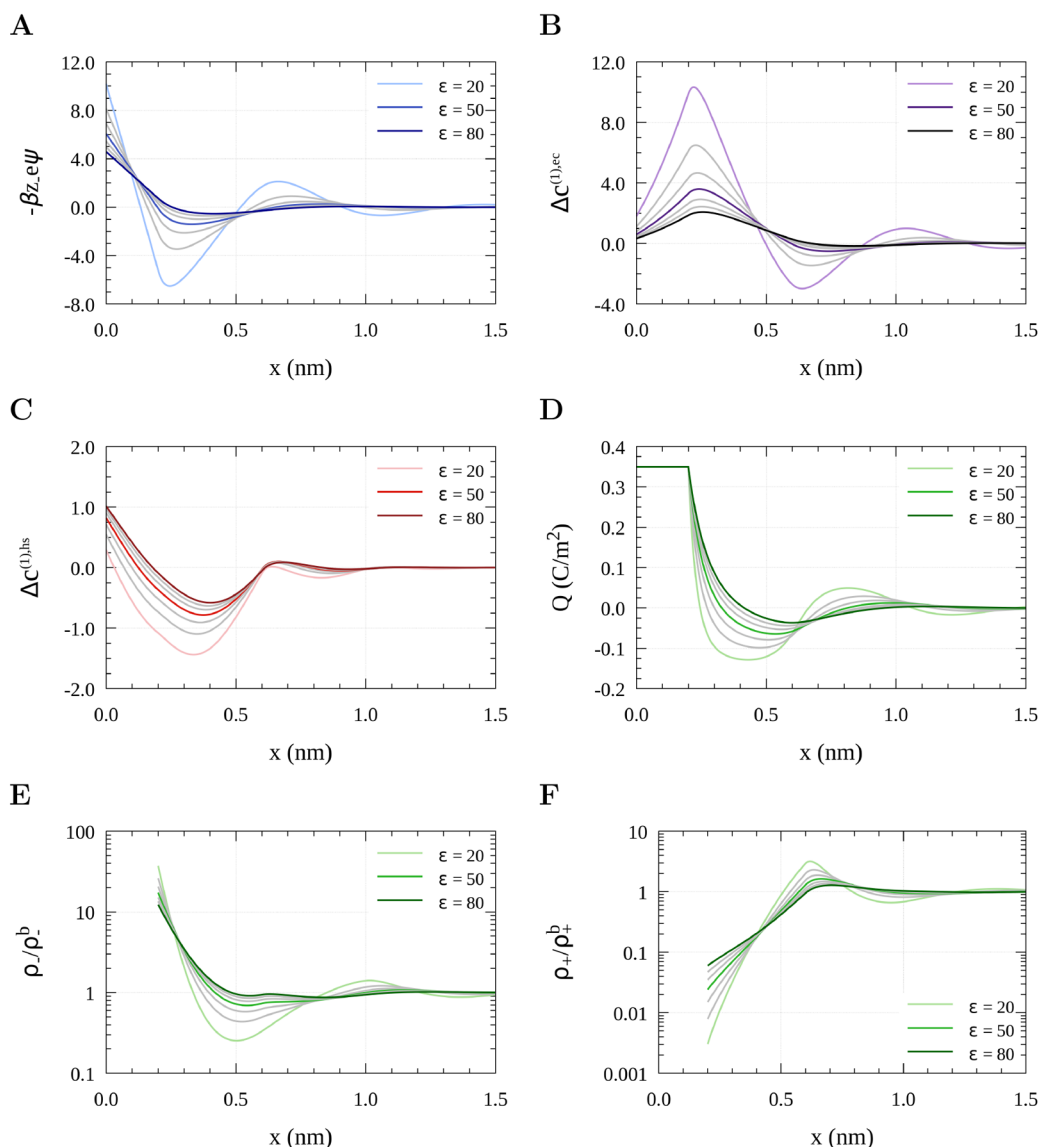 A
12.0
8.0
4.0
0.0
-4.0
-8.0
-βz₋eψ
ε = 20
ε = 50
ε = 80
0.0 0.5 1.0 1.5
x (nm)
B
12.0
8.0
4.0
0.0
-4.0
Δc⁽¹⁾,ec
ε = 20
ε = 50
ε = 80
0.0 0.5 1.0 1.5
x (nm)
C
2.0
1.0
0.0
-1.0
-2.0
Δc⁽¹⁾,hs
ε = 20
ε = 50
ε = 80
0.0 0.5 1.0 1.5
x (nm)
D
0.4
0.3
0.2
0.1
0.0
-0.1
-0.2
Q (C/m²)
ε = 20
ε = 50
ε = 80
0.0 0.5 1.0 1.5
x (nm)
E
100
10
1
0.1
ρ₋/ρ₋ᵇ
ε = 20
ε = 50
ε = 80
0.0 0.5 1.0 1.5
x (nm)
F
10
1
0.1
0.01
0.001
ρ₊/ρ₊ᵇ
ε = 20
ε = 50
ε = 80
0.0 0.5 1.0 1.5
x (nm)